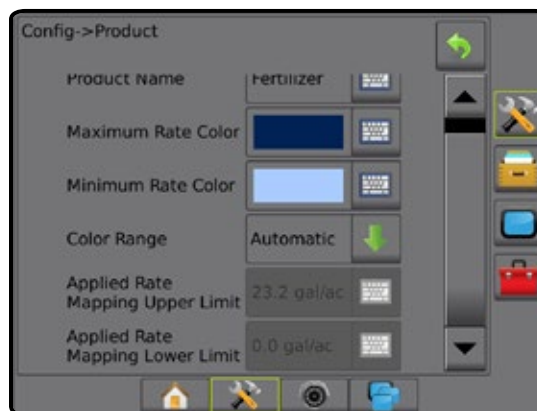 Config->Product
Product Name
Fertilizer
Maximum Rate Color
Minimum Rate Color
Color Range
Automatic
Applied Rate
Mapping Upper Limit
23.2 gal/ac
Applied Rate
Mapping Lower Limit
0.0 gal/ac